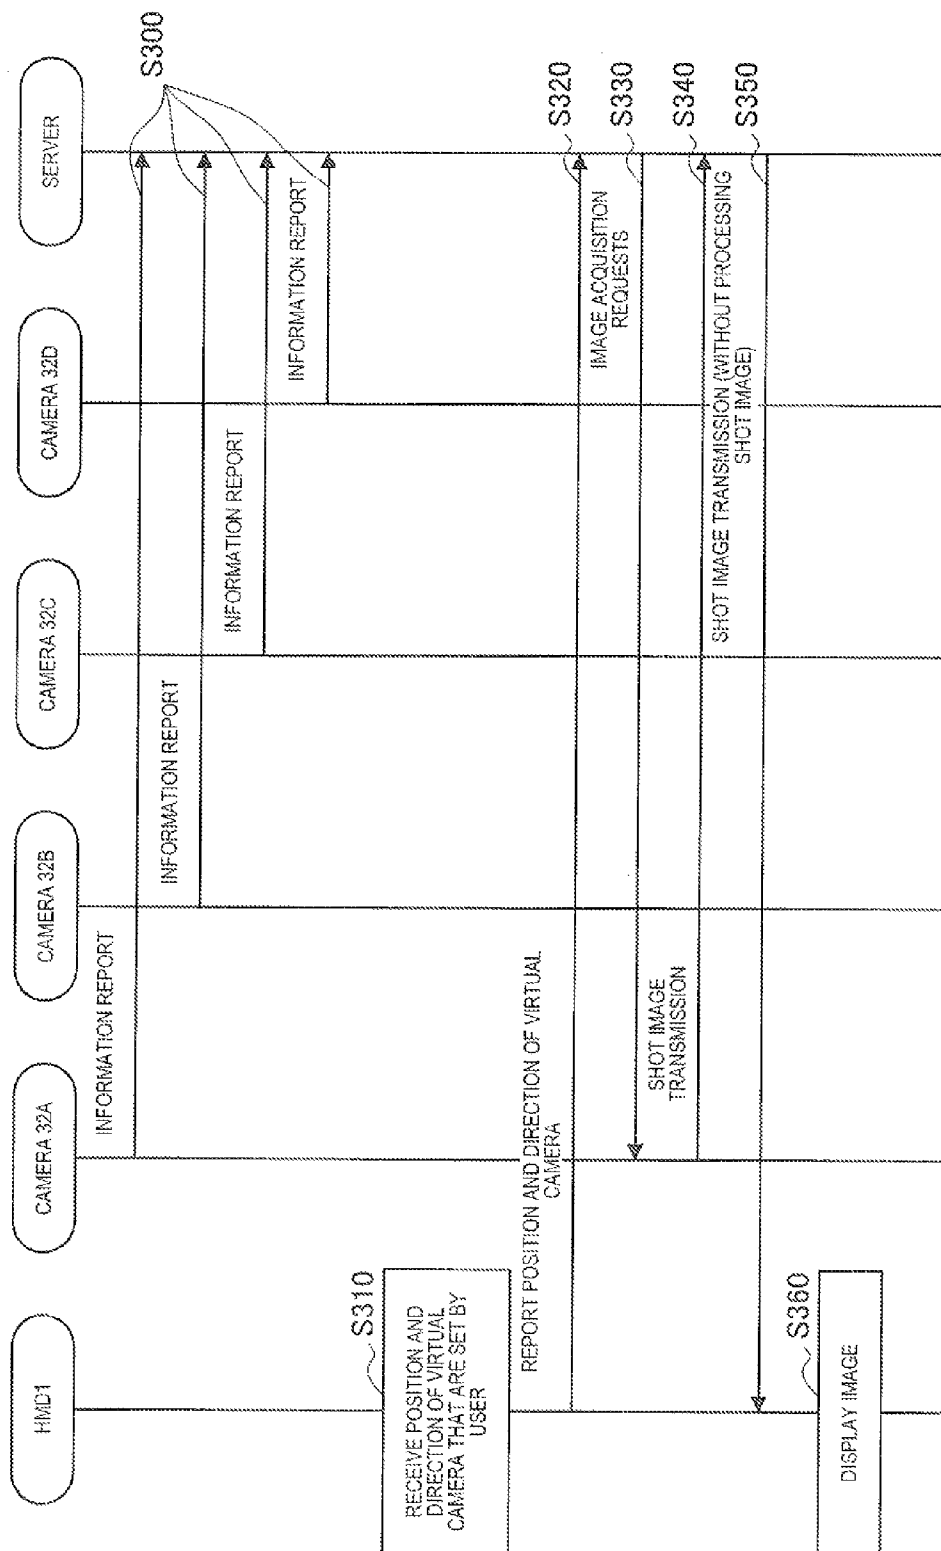 HMD1
CAMERA 32A
CAMERA 32B
CAMERA 32C
CAMERA 32D
SERVER
INFORMATION REPORT
S300
INFORMATION REPORT
INFORMATION REPORT
INFORMATION REPORT
S310
RECEIVE POSITION AND
DIRECTION OF VIRTUAL
CAMERA THAT ARE SET BY
USER
REPORT POSITION AND DIRECTION OF VIRTUAL
CAMERA
S320
IMAGE ACQUISITION
REQUESTS
S330
SHOT IMAGE
TRANSMISSION
S340
SHOT IMAGE TRANSMISSION (WITHOUT PROCESSING
SHOT IMAGE)
S350
S360
DISPLAY IMAGE